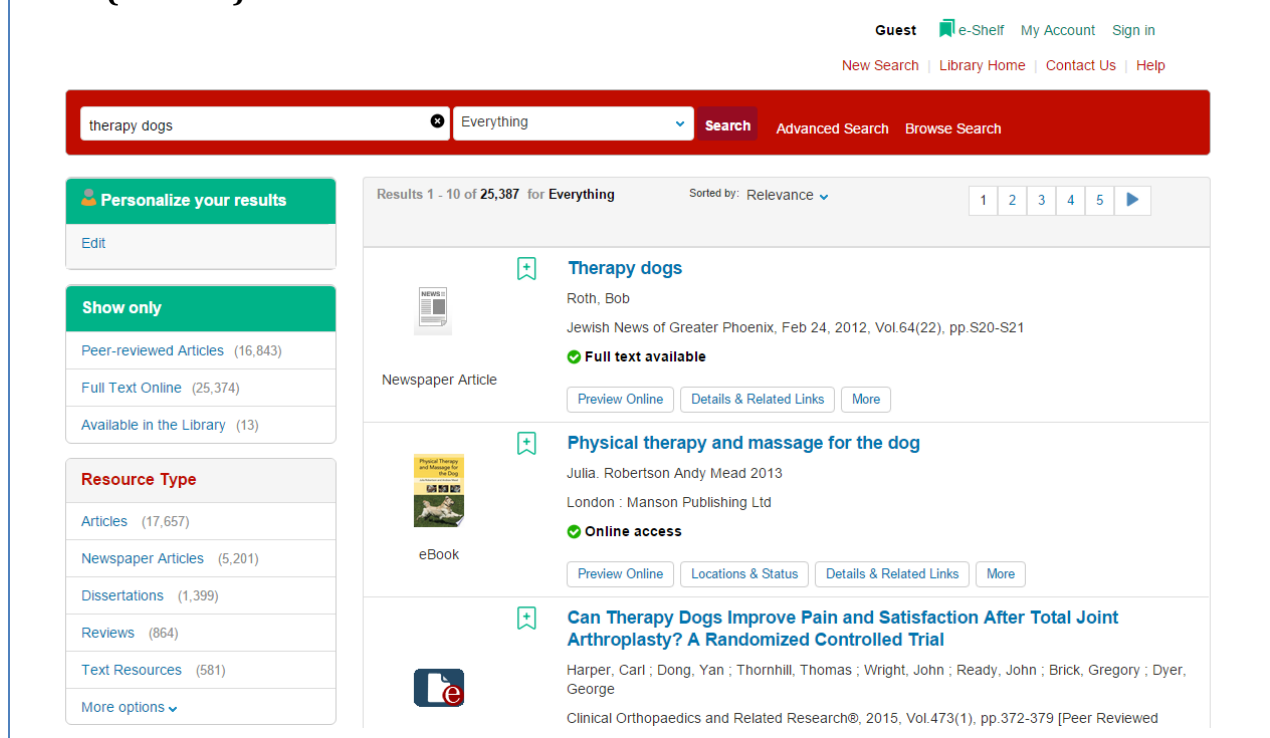 Guest e-Shelf My Account Sign in
New Search | Library Home | Contact Us | Help
therapy dogs Everything Search Advanced Search Browse Search
Personalize your results
Edit
Show only
Peer-reviewed Articles (16,843)
Full Text Online (25,374)
Available in the Library (13)
Resource Type
Articles (17,657)
Newspaper Articles (5,201)
Dissertations (1,399)
Reviews (864)
Text Resources (581)
More options
Results 1 - 10 of 25,387 for Everything Sorted by: Relevance 1 2 3 4 5
NEWS
Newspaper Article
Therapy dogs
Roth, Bob
Jewish News of Greater Phoenix, Feb 24, 2012, Vol.64(22), pp.S20-S21
Full text available
Preview Online Details & Related Links More
Physical Therapy
and Massage for
the Dog
eBook
Physical therapy and massage for the dog
Julia. Robertson Andy Mead 2013
London : Manson Publishing Ltd
Online access
Preview Online Locations & Status Details & Related Links More
e
Can Therapy Dogs Improve Pain and Satisfaction After Total Joint
Arthroplasty? A Randomized Controlled Trial
Harper, Carl ; Dong, Yan ; Thornhill, Thomas ; Wright, John ; Ready, John ; Brick, Gregory ; Dyer,
George
Clinical Orthopaedics and Related Research®, 2015, Vol.473(1), pp.372-379 [Peer Reviewed